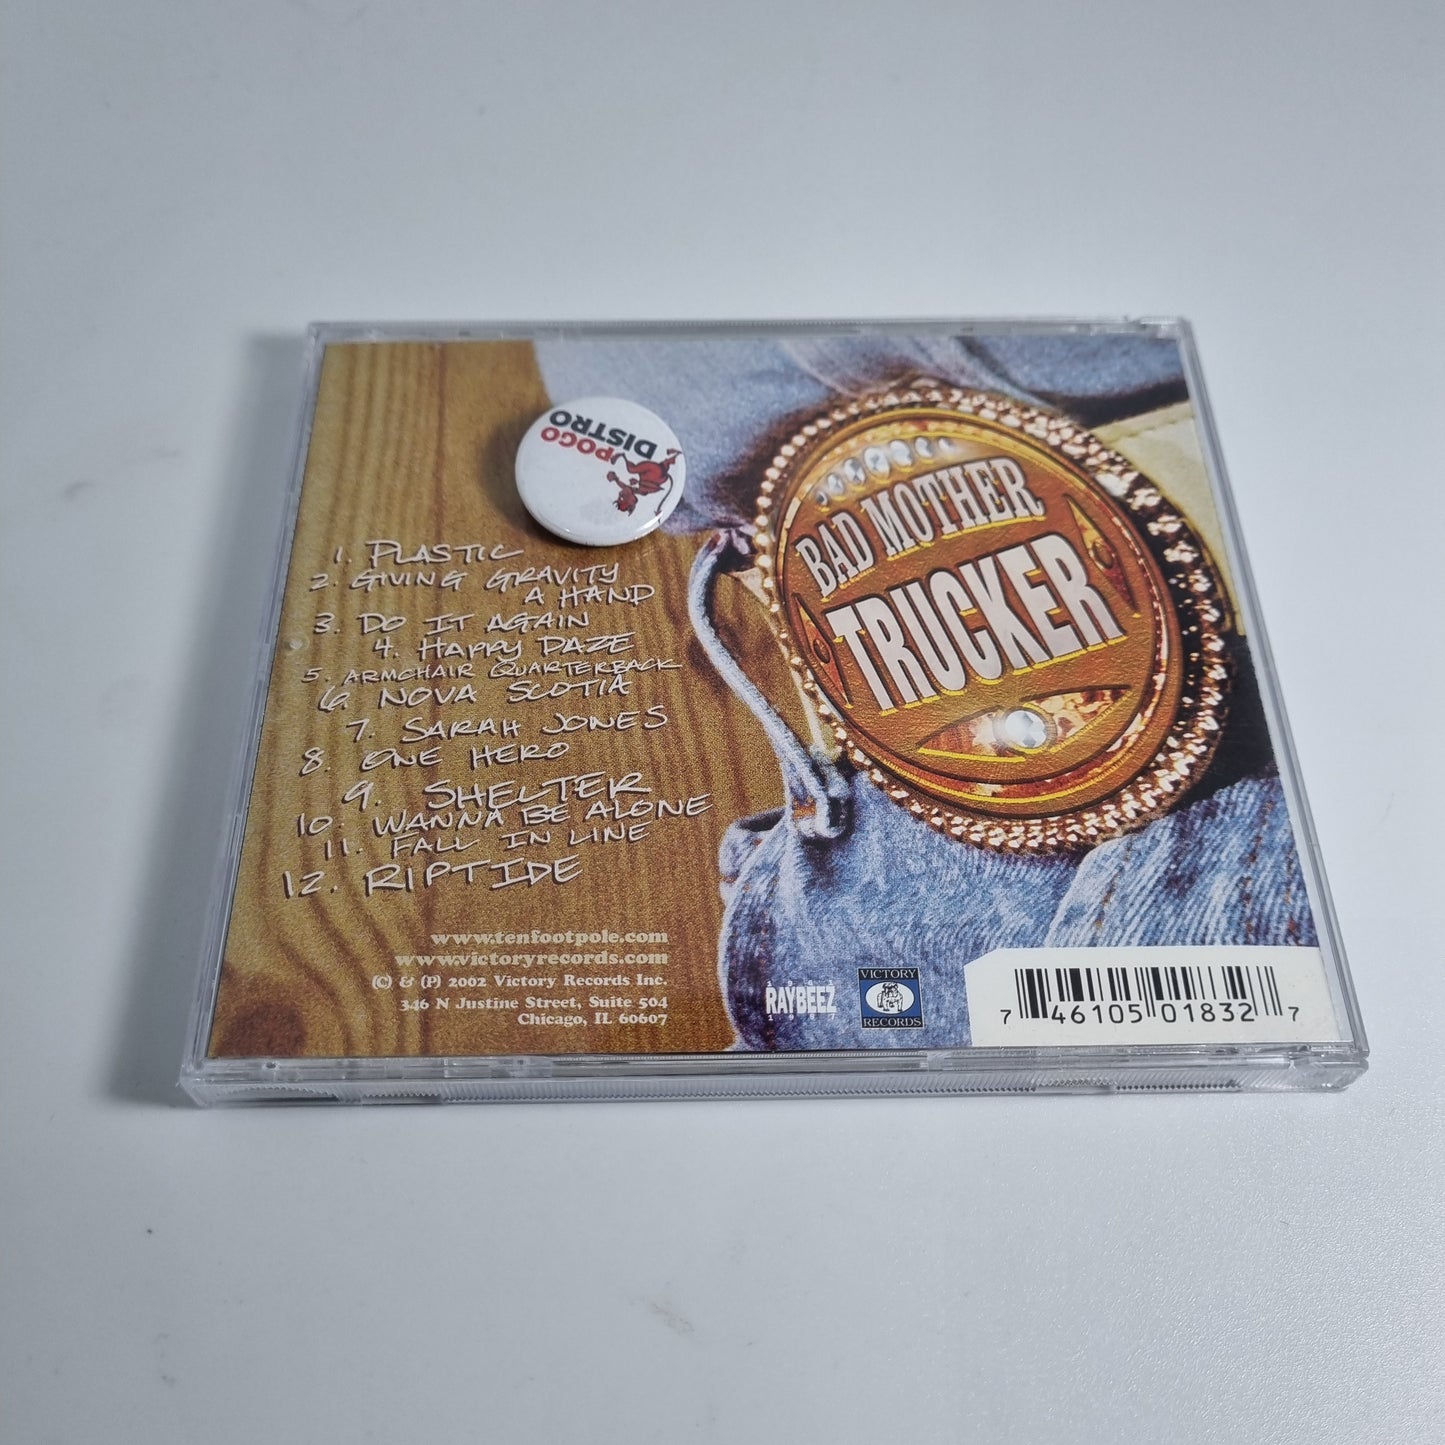 POGO
DISTRO
1. PLASTIC
2. GIVING GRAVITY
A HAND
3. DO IT AGAIN
4. HAPPY DAZE
5. ARMCHAIR QUARTERBACK
6. NOVA SCOTIA
7. SARAH JONES
8. ONE HERO
9. SHELTER
10. WANNA BE ALONE
11. FALL IN LINE
12. RIPTIDE
www.tenfootpole.com
www.victoryrecords.com
(C) & (P) 2002 Victory Records Inc.
346 N Justine Street, Suite 504
Chicago, IL 60607
BAD MOTHER
TRUCKER
RAYBEEZ
VICTORY
RECORDS
7 46105 01832 7